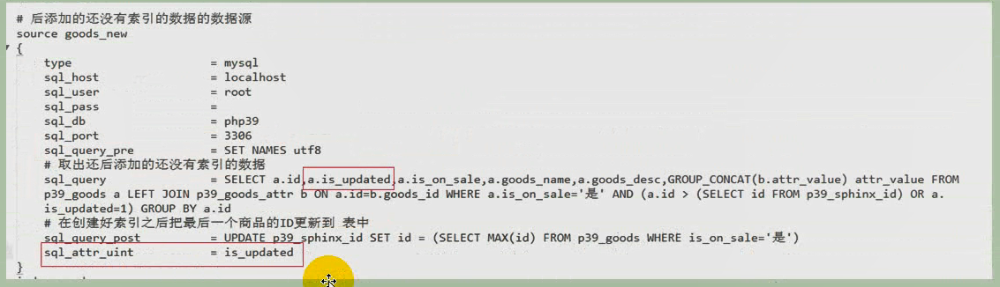 # 后添加的还没有索引的数据的数据源
source goods_new
{
type = mysql
sql_host = localhost
sql_user = root
sql_pass =
sql_db = php39
sql_port = 3306
sql_query_pre = SET NAMES utf8
# 取出还后添加的还没有索引的数据
sql_query = SELECT a.id,a.is_updated,a.is_on_sale,a.goods_name,a.goods_desc,GROUP_CONCAT(b.attr_value) attr_value FROM
p39_goods a LEFT JOIN p39_goods_attr b ON a.id=b.goods_id WHERE a.is_on_sale='是' AND (a.id > (SELECT id FROM p39_sphinx_id) OR a.
is_updated=1) GROUP BY a.id
# 在创建好索引之后把最后一个商品的ID更新到 表中
sql_query_post = UPDATE p39_sphinx_id SET id = (SELECT MAX(id) FROM p39_goods WHERE is_on_sale='是')
sql_attr_uint = is_updated
}